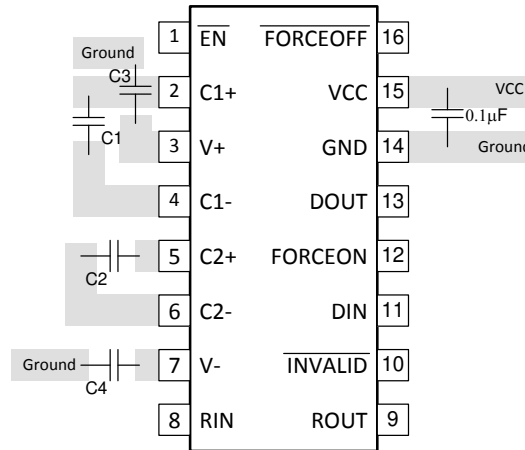 1 EN FORCEOFF 16
Ground
C3
2 C1+ VCC 15 VCC
C1 0.1μF
3 V+ GND 14 Ground
4 C1- DOUT 13
5 C2+ FORCEON 12
C2
6 C2- DIN 11
Ground 7 V- INVALID 10
C4
8 RIN ROUT 9